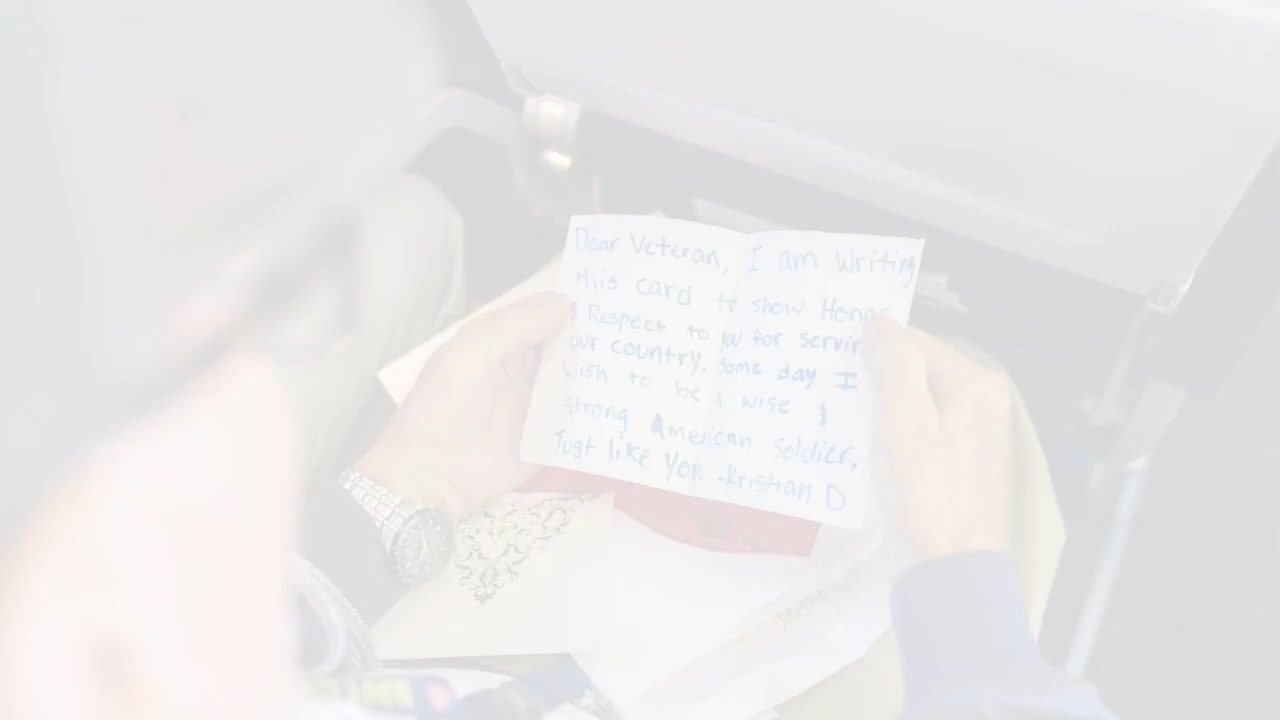 Dear Veteran, I am Writing
this card to show Honor
Respect to you for servin
our country. Some day I
wish to be a wise &
strong American Soldier,
Just like You. -Kristian D